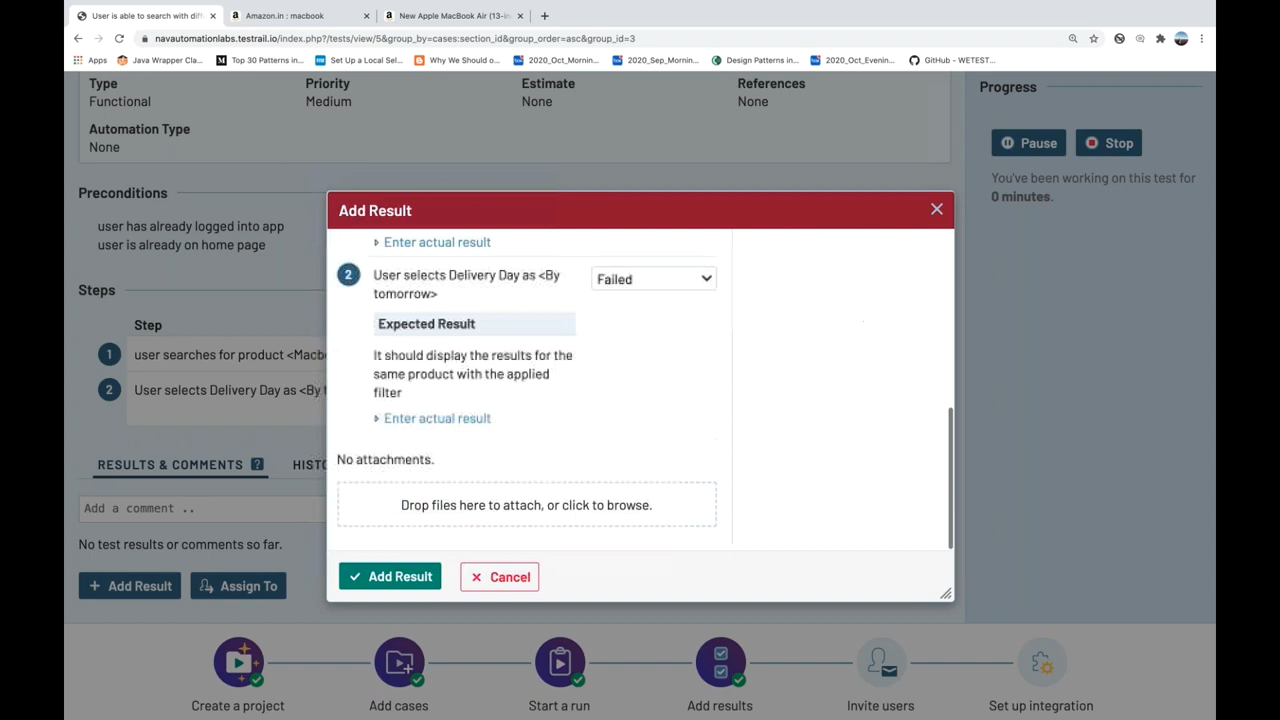 User is able to search with diff
Amazon.in : macbook
New Apple MacBook Air (13-in
navautomationlabs.testrail.io/index.php?/tests/view/5&group_by=cases:section_id&group_order=asc&group_id=3
Apps
Java Wrapper Cla...
Top 30 Patterns in...
Set Up a Local Sel...
Why We Should o...
2020_Oct_Mornin...
2020_Sep_Mornin...
Design Patterns in...
2020_Oct_Evenin...
GitHub - WETEST...
Type
Priority
Estimate
References
Functional
Medium
None
None
Automation Type
None
Progress
Pause
Stop
You've been working on this test for
0 minutes.
Preconditions
user has already logged into app
user is already on home page
Steps
Step
1 user searches for product <Macbo
2 User selects Delivery Day as <By t
RESULTS & COMMENTS ?
HISTO
Add a comment ..
No test results or comments so far.
+ Add Result
Assign To
Add Result
Enter actual result
2 User selects Delivery Day as <By
tomorrow>
Failed
Expected Result
It should display the results for the
same product with the applied
filter
Enter actual result
No attachments.
Drop files here to attach, or click to browse.
Add Result
Cancel
Create a project
Add cases
Start a run
Add results
Invite users
Set up integration